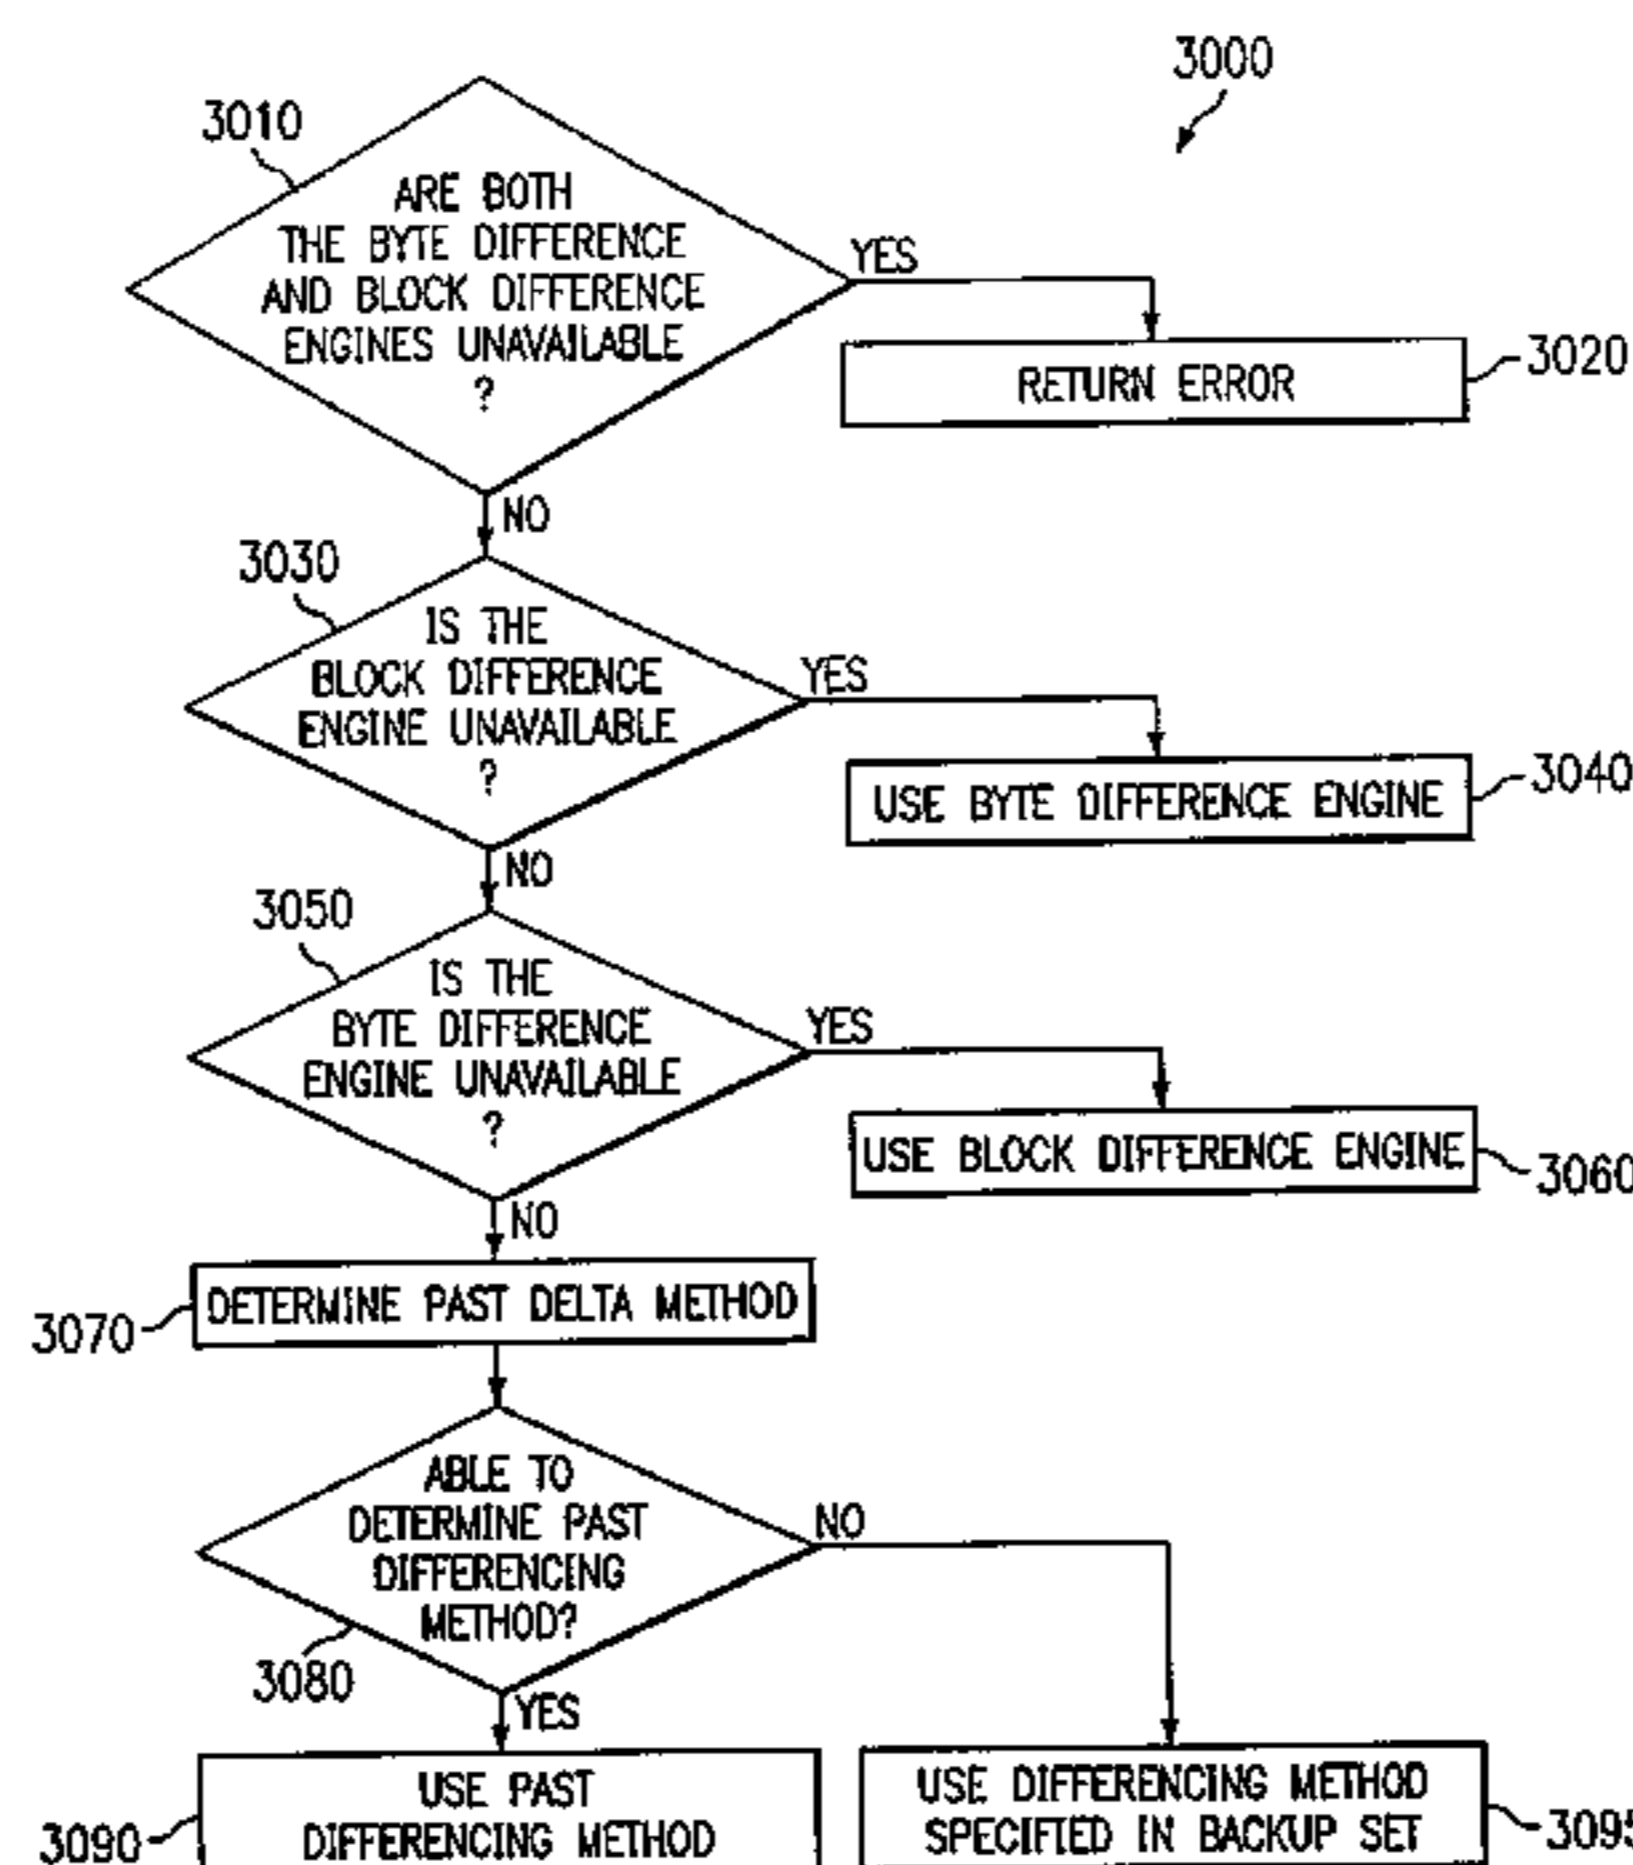 3000
3010
ARE BOTH
THE BYTE DIFFERENCE
AND BLOCK DIFFERENCE
ENGINES UNAVAILABLE
?
YES
RETURN ERROR
3020
NO
3030
IS THE
BLOCK DIFFERENCE
ENGINE UNAVAILABLE
?
YES
USE BYTE DIFFERENCE ENGINE
3040
NO
3050
IS THE
BYTE DIFFERENCE
ENGINE UNAVAILABLE
?
YES
USE BLOCK DIFFERENCE ENGINE
3060
NO
3070
DETERMINE PAST DELTA METHOD
ABLE TO
DETERMINE PAST
DIFFERENCING
METHOD?
NO
3080
YES
3090
USE PAST
DIFFERENCING METHOD
USE DIFFERENCING METHOD
SPECIFIED IN BACKUP SET
3095